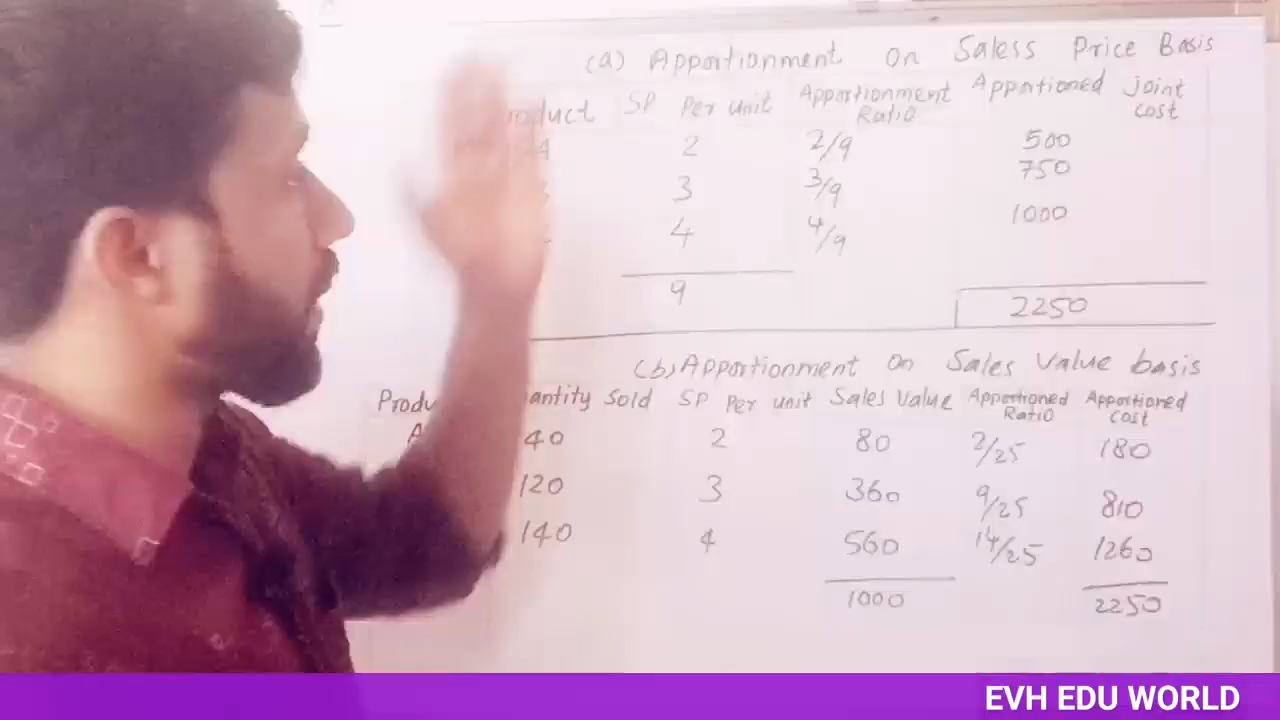 (a) Apportionment On Saless Price Basis
SP Per unit Apportionment Ratio Apportioned Joint cost
2 2/9 500
3 3/9 750
4 4/9 1000
9 2250
(b) Apportionment On Sales Value basis
Sold SP Per unit Sales Value Apportioned Ratio Apportioned cost
40 2 80 2/25 180
120 3 360 9/25 810
140 4 560 14/25 1260
1000 2250
EVH EDU WORLD